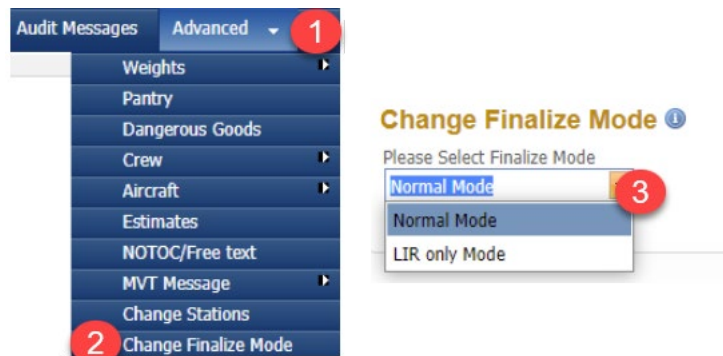 Audit Messages Advanced 1
Weights
Pantry
Dangerous Goods
Crew
Aircraft
Estimates
NOTOC/Free text
MVT Message
Change Stations
2 Change Finalize Mode
Change Finalize Mode
Please Select Finalize Mode
Normal Mode 3
Normal Mode
LIR only Mode